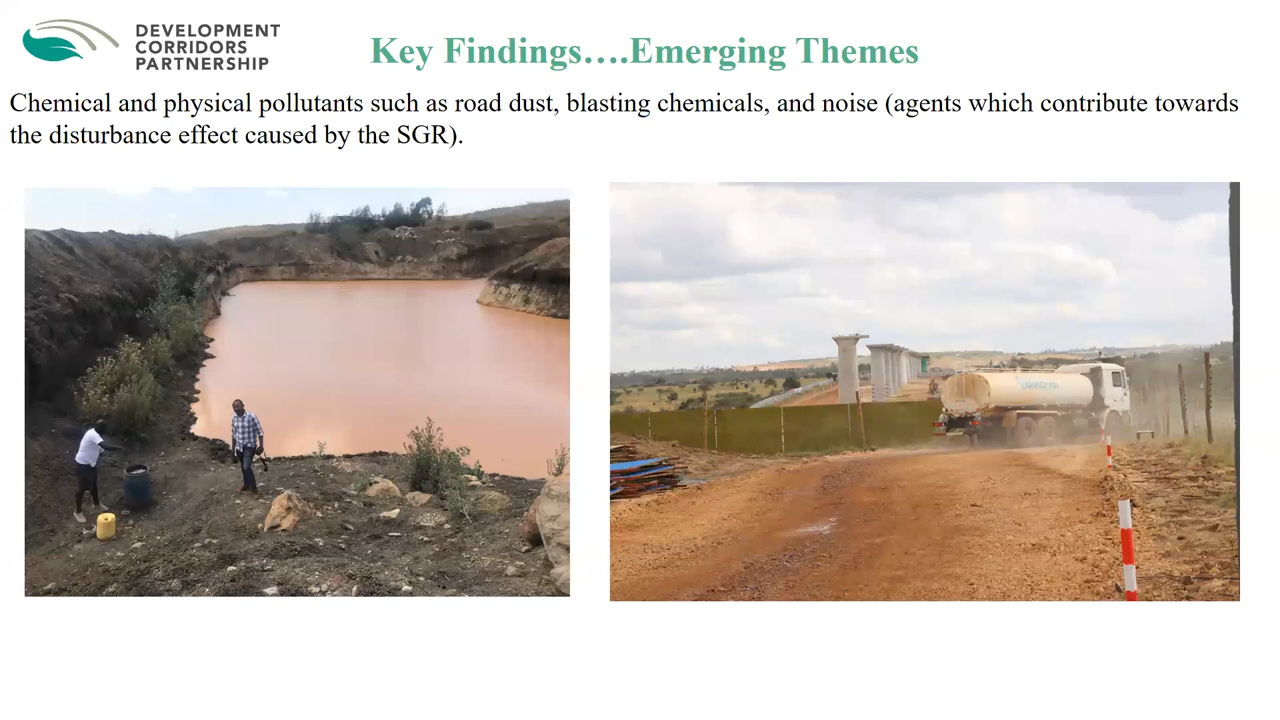 DEVELOPMENT
CORRIDORS
PARTNERSHIP
Key Findings….Emerging Themes
Chemical and physical pollutants such as road dust, blasting chemicals, and noise (agents which contribute towards
the disturbance effect caused by the SGR).